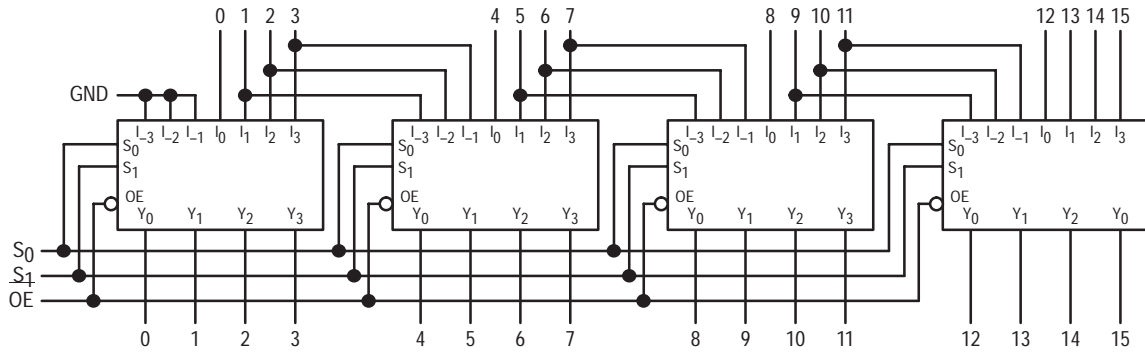 0 1 2 3 4 5 6 7 8 9 10 11 12 13 14 15
GND
I–3 I–2 I–1 I0 I1 I2 I3 I–3 I–2 I–1 I0 I1 I2 I3 I–3 I–2 I–1 I0 I1 I2 I3 I–3 I–2 I–1 I0 I1 I2 I3
S0 S0 S0 S0
S1 S1 S1 S1
OE OE OE OE
Y0 Y1 Y2 Y3 Y0 Y1 Y2 Y3 Y0 Y1 Y2 Y3 Y0 Y1 Y2 Y0
S0
S1
OE
0 1 2 3 4 5 6 7 8 9 10 11 12 13 14 15